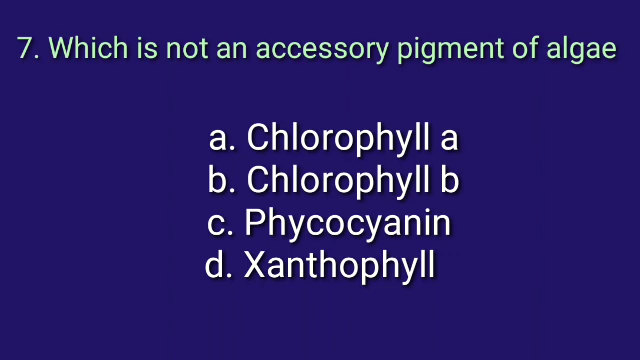 7. Which is not an accessory pigment of algae
a. Chlorophyll a
b. Chlorophyll b
c. Phycocyanin
d. Xanthophyll